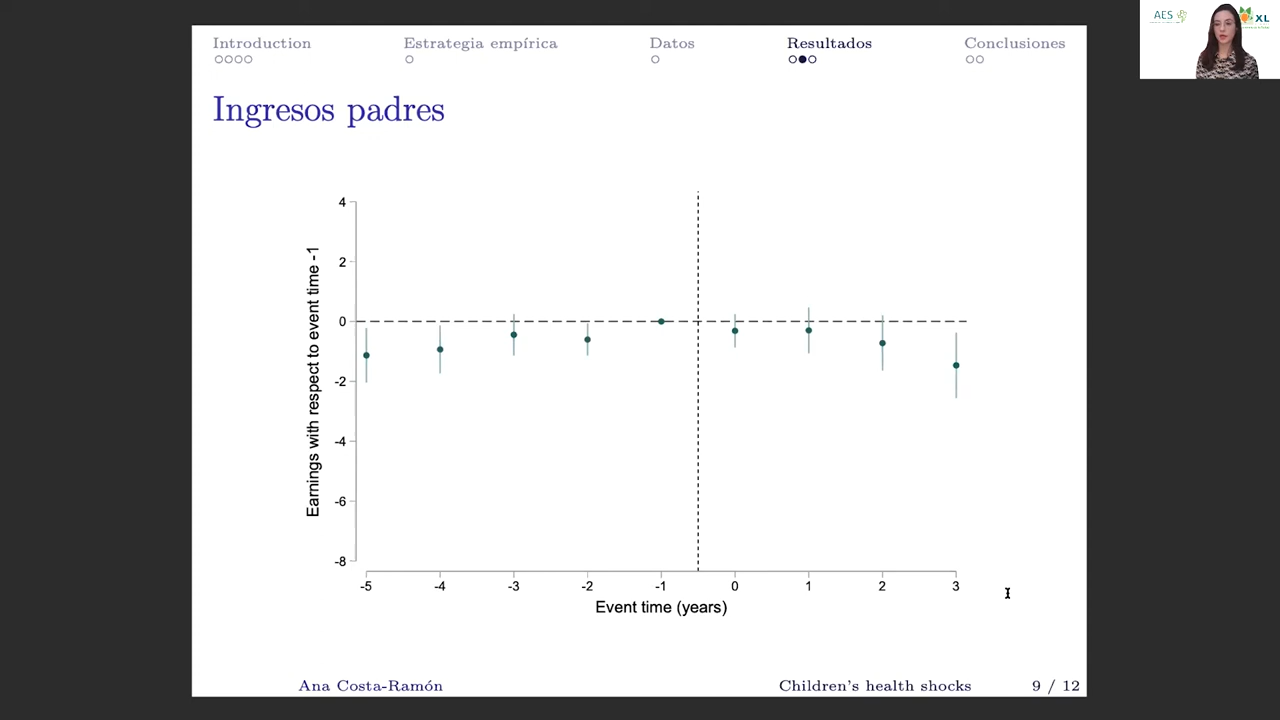 Introduction Estrategia empírica Datos Resultados Conclusiones
Ingresos padres
4
2
0
-2
-4
-6
-8
Earnings with respect to event time -1
-5 -4 -3 -2 -1 0 1 2 3
Event time (years)
Ana Costa-Ramón Children's health shocks 9 / 12
AES
XL